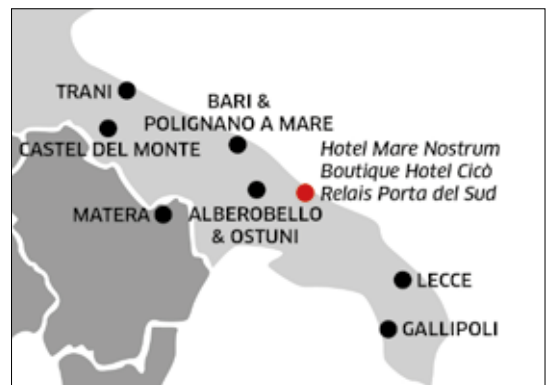 TRANI
BARI &
POLIGNANO A MARE
CASTEL DEL MONTE
Hotel Mare Nostrum
Boutique Hotel Cicò
Relais Porta del Sud
MATERA
ALBEROBELLO
& OSTUNI
LECCE
GALLIPOLI